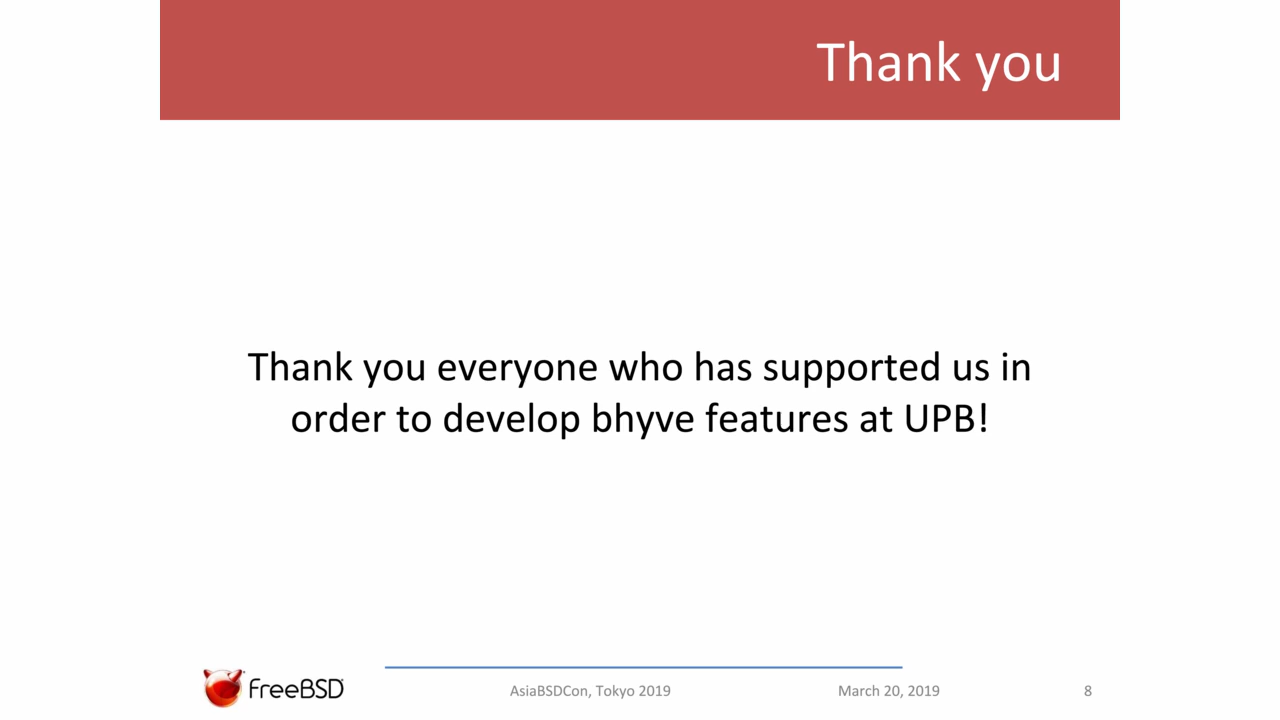 Thank you
Thank you everyone who has supported us in
order to develop bhyve features at UPB!
FreeBSD
AsiaBSDCon, Tokyo 2019
March 20, 2019
8